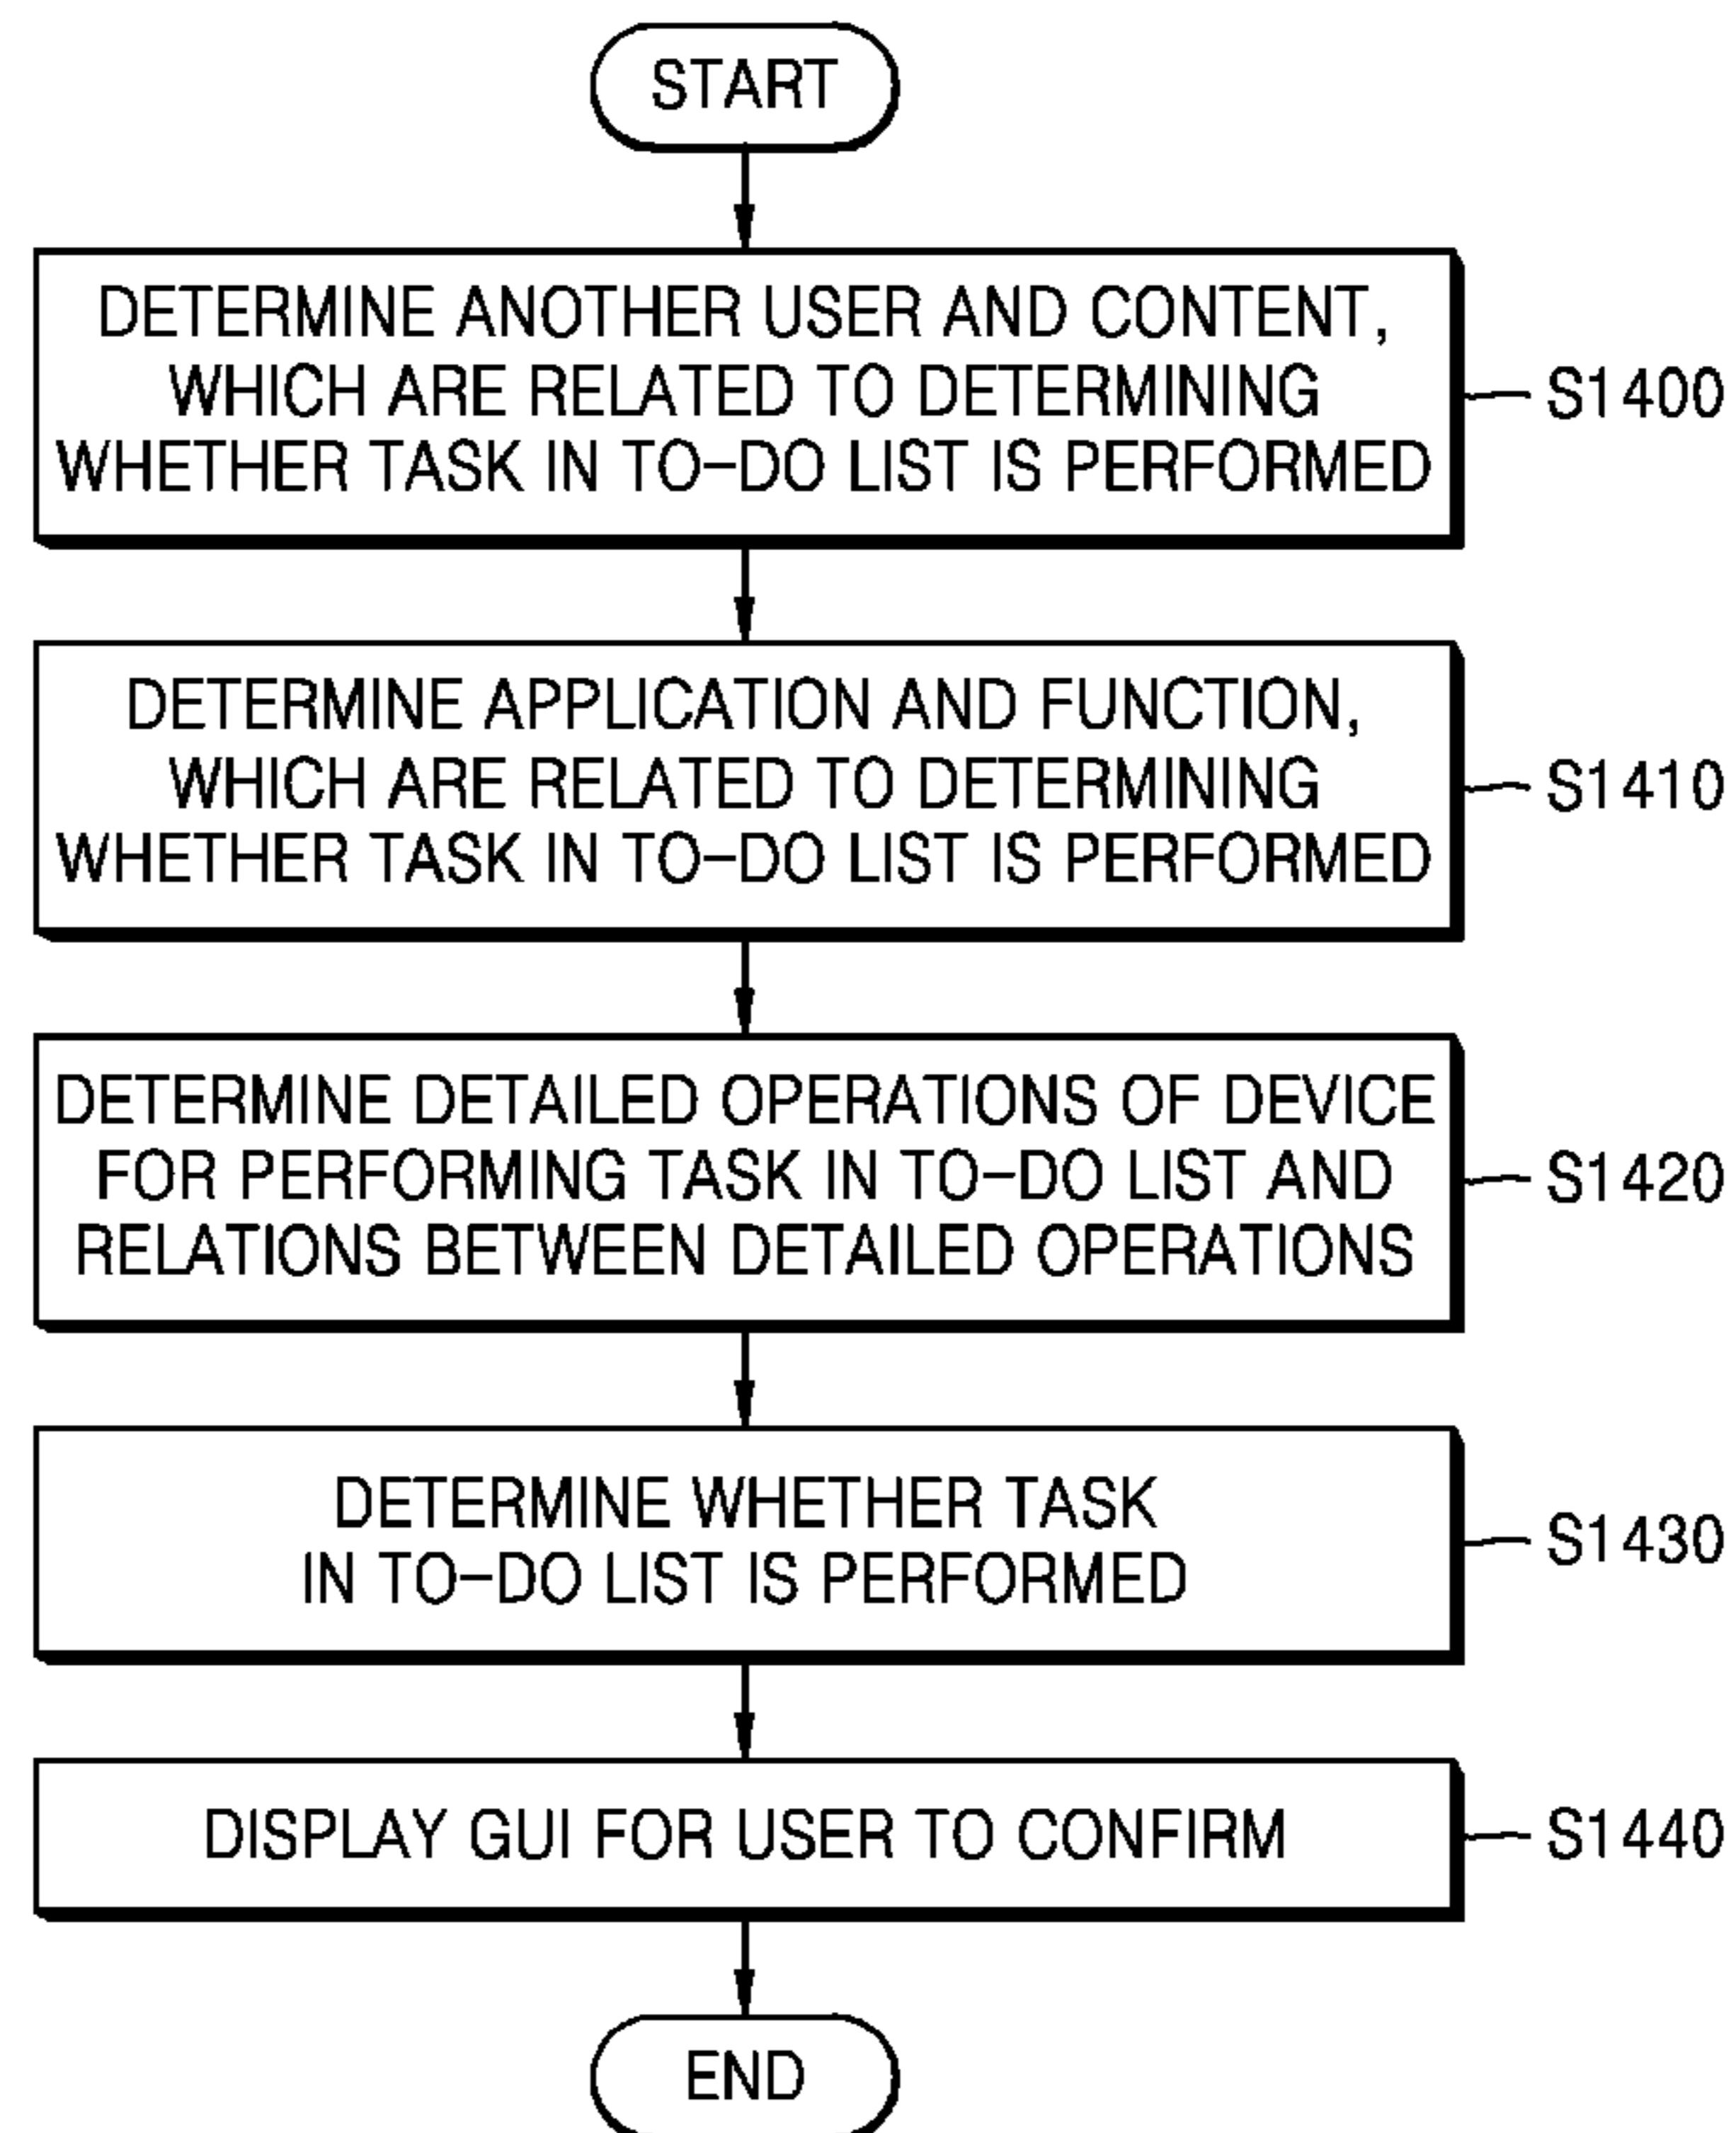 START
DETERMINE ANOTHER USER AND CONTENT,
WHICH ARE RELATED TO DETERMINING
WHETHER TASK IN TO-DO LIST IS PERFORMED
S1400
DETERMINE APPLICATION AND FUNCTION,
WHICH ARE RELATED TO DETERMINING
WHETHER TASK IN TO-DO LIST IS PERFORMED
S1410
DETERMINE DETAILED OPERATIONS OF DEVICE
FOR PERFORMING TASK IN TO-DO LIST AND
RELATIONS BETWEEN DETAILED OPERATIONS
S1420
DETERMINE WHETHER TASK
IN TO-DO LIST IS PERFORMED
S1430
DISPLAY GUI FOR USER TO CONFIRM
S1440
END